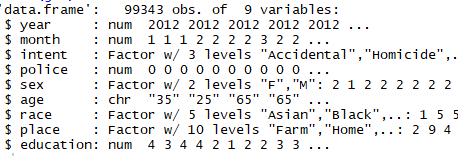 'data.frame':   99343 obs. of  9 variables:
$ year     : num  2012 2012 2012 2012 2012 ...
$ month    : num  1 1 1 2 2 2 2 3 2 2 ...
$ intent   : Factor w/ 3 levels "Accidental","Homicide",..
$ police   : num  0 0 0 0 0 0 0 0 0 0 ...
$ sex      : Factor w/ 2 levels "F","M": 2 1 2 2 2 2 2 2
$ age      : chr  "35" "25" "65" "65" ...
$ race     : Factor w/ 5 levels "Asian","Black",..: 1 5 5
$ place    : Factor w/ 10 levels "Farm","Home",..: 2 9 4
$ education: num  4 3 4 4 2 1 2 2 3 3 ...